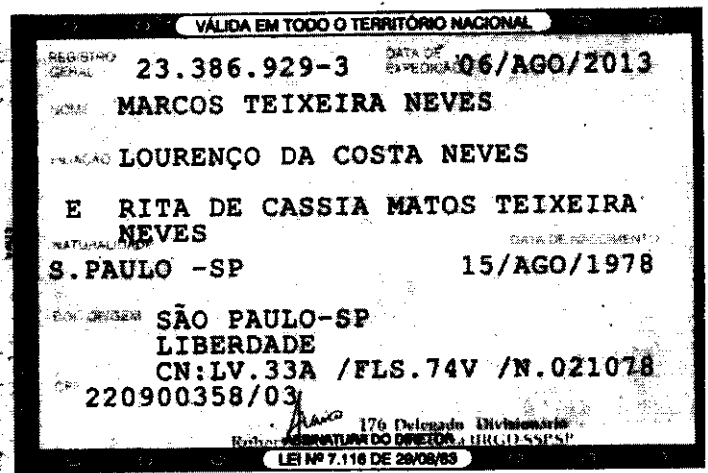 VÁLIDA EM TODO O TERRITÓRIO NACIONAL
REGISTRO GERAL 23.386.929-3 DATA DE EXPEDIÇÃO 06/AGO/2013
NOME MARCOS TEIXEIRA NEVES
FILIAÇÃO LOURENÇO DA COSTA NEVES
E RITA DE CASSIA MATOS TEIXEIRA
NEVES
NATURALIDADE DATA DE NASCIMENTO
S.PAULO -SP 15/AGO/1978
DOC ORIGEM SÃO PAULO-SP
LIBERDADE
CN:LV.33A /FLS.74V /N.021078
CPF 220900358/03
176 Delegado Divisionário
ASSINATURA DO DIRETOR IIRGD SSPSP
LEI Nº 7.116 DE 29/08/83